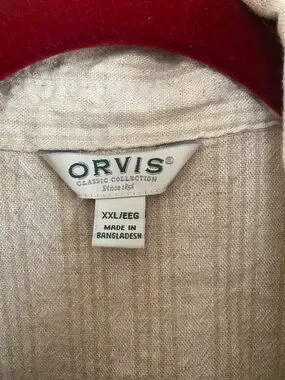 ORVIS®
CLASSIC COLLECTION
Since 1856
XXL/EEG
MADE IN
BANGLADESH